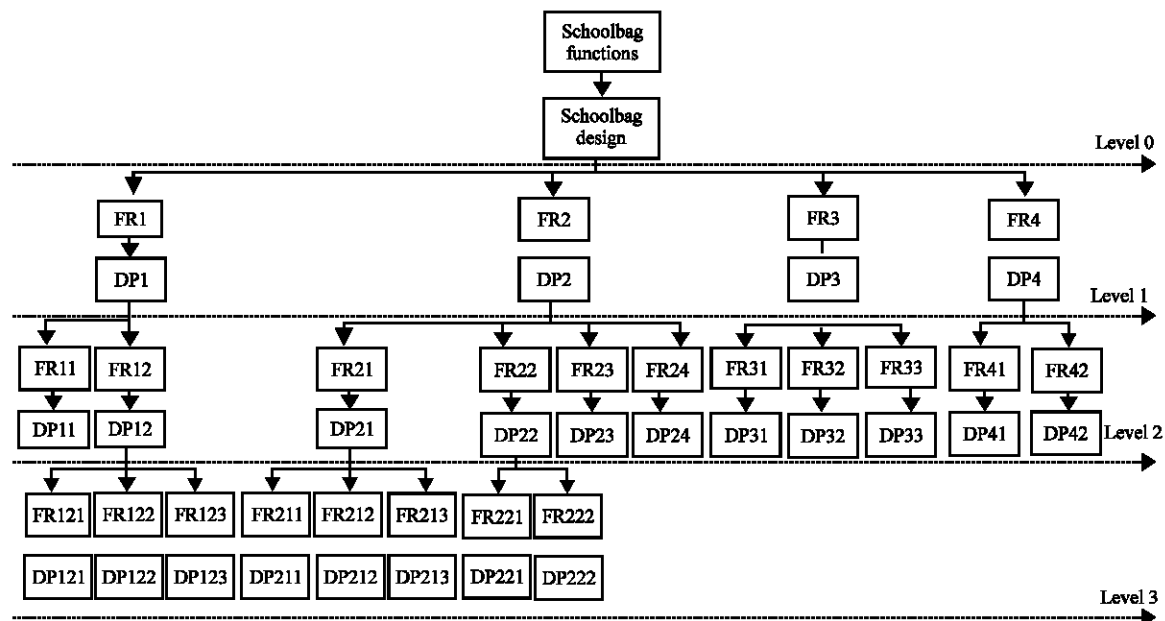 Schoolbag
functions
Schoolbag
design
Level 0
FR1 FR2 FR3 FR4
DP1 DP2 DP3 DP4
Level 1
FR11 FR12 FR21 FR22 FR23 FR24 FR31 FR32 FR33 FR41 FR42
DP11 DP12 DP21 DP22 DP23 DP24 DP31 DP32 DP33 DP41 DP42
Level 2
FR121 FR122 FR123 FR211 FR212 FR213 FR221 FR222
DP121 DP122 DP123 DP211 DP212 DP213 DP221 DP222
Level 3